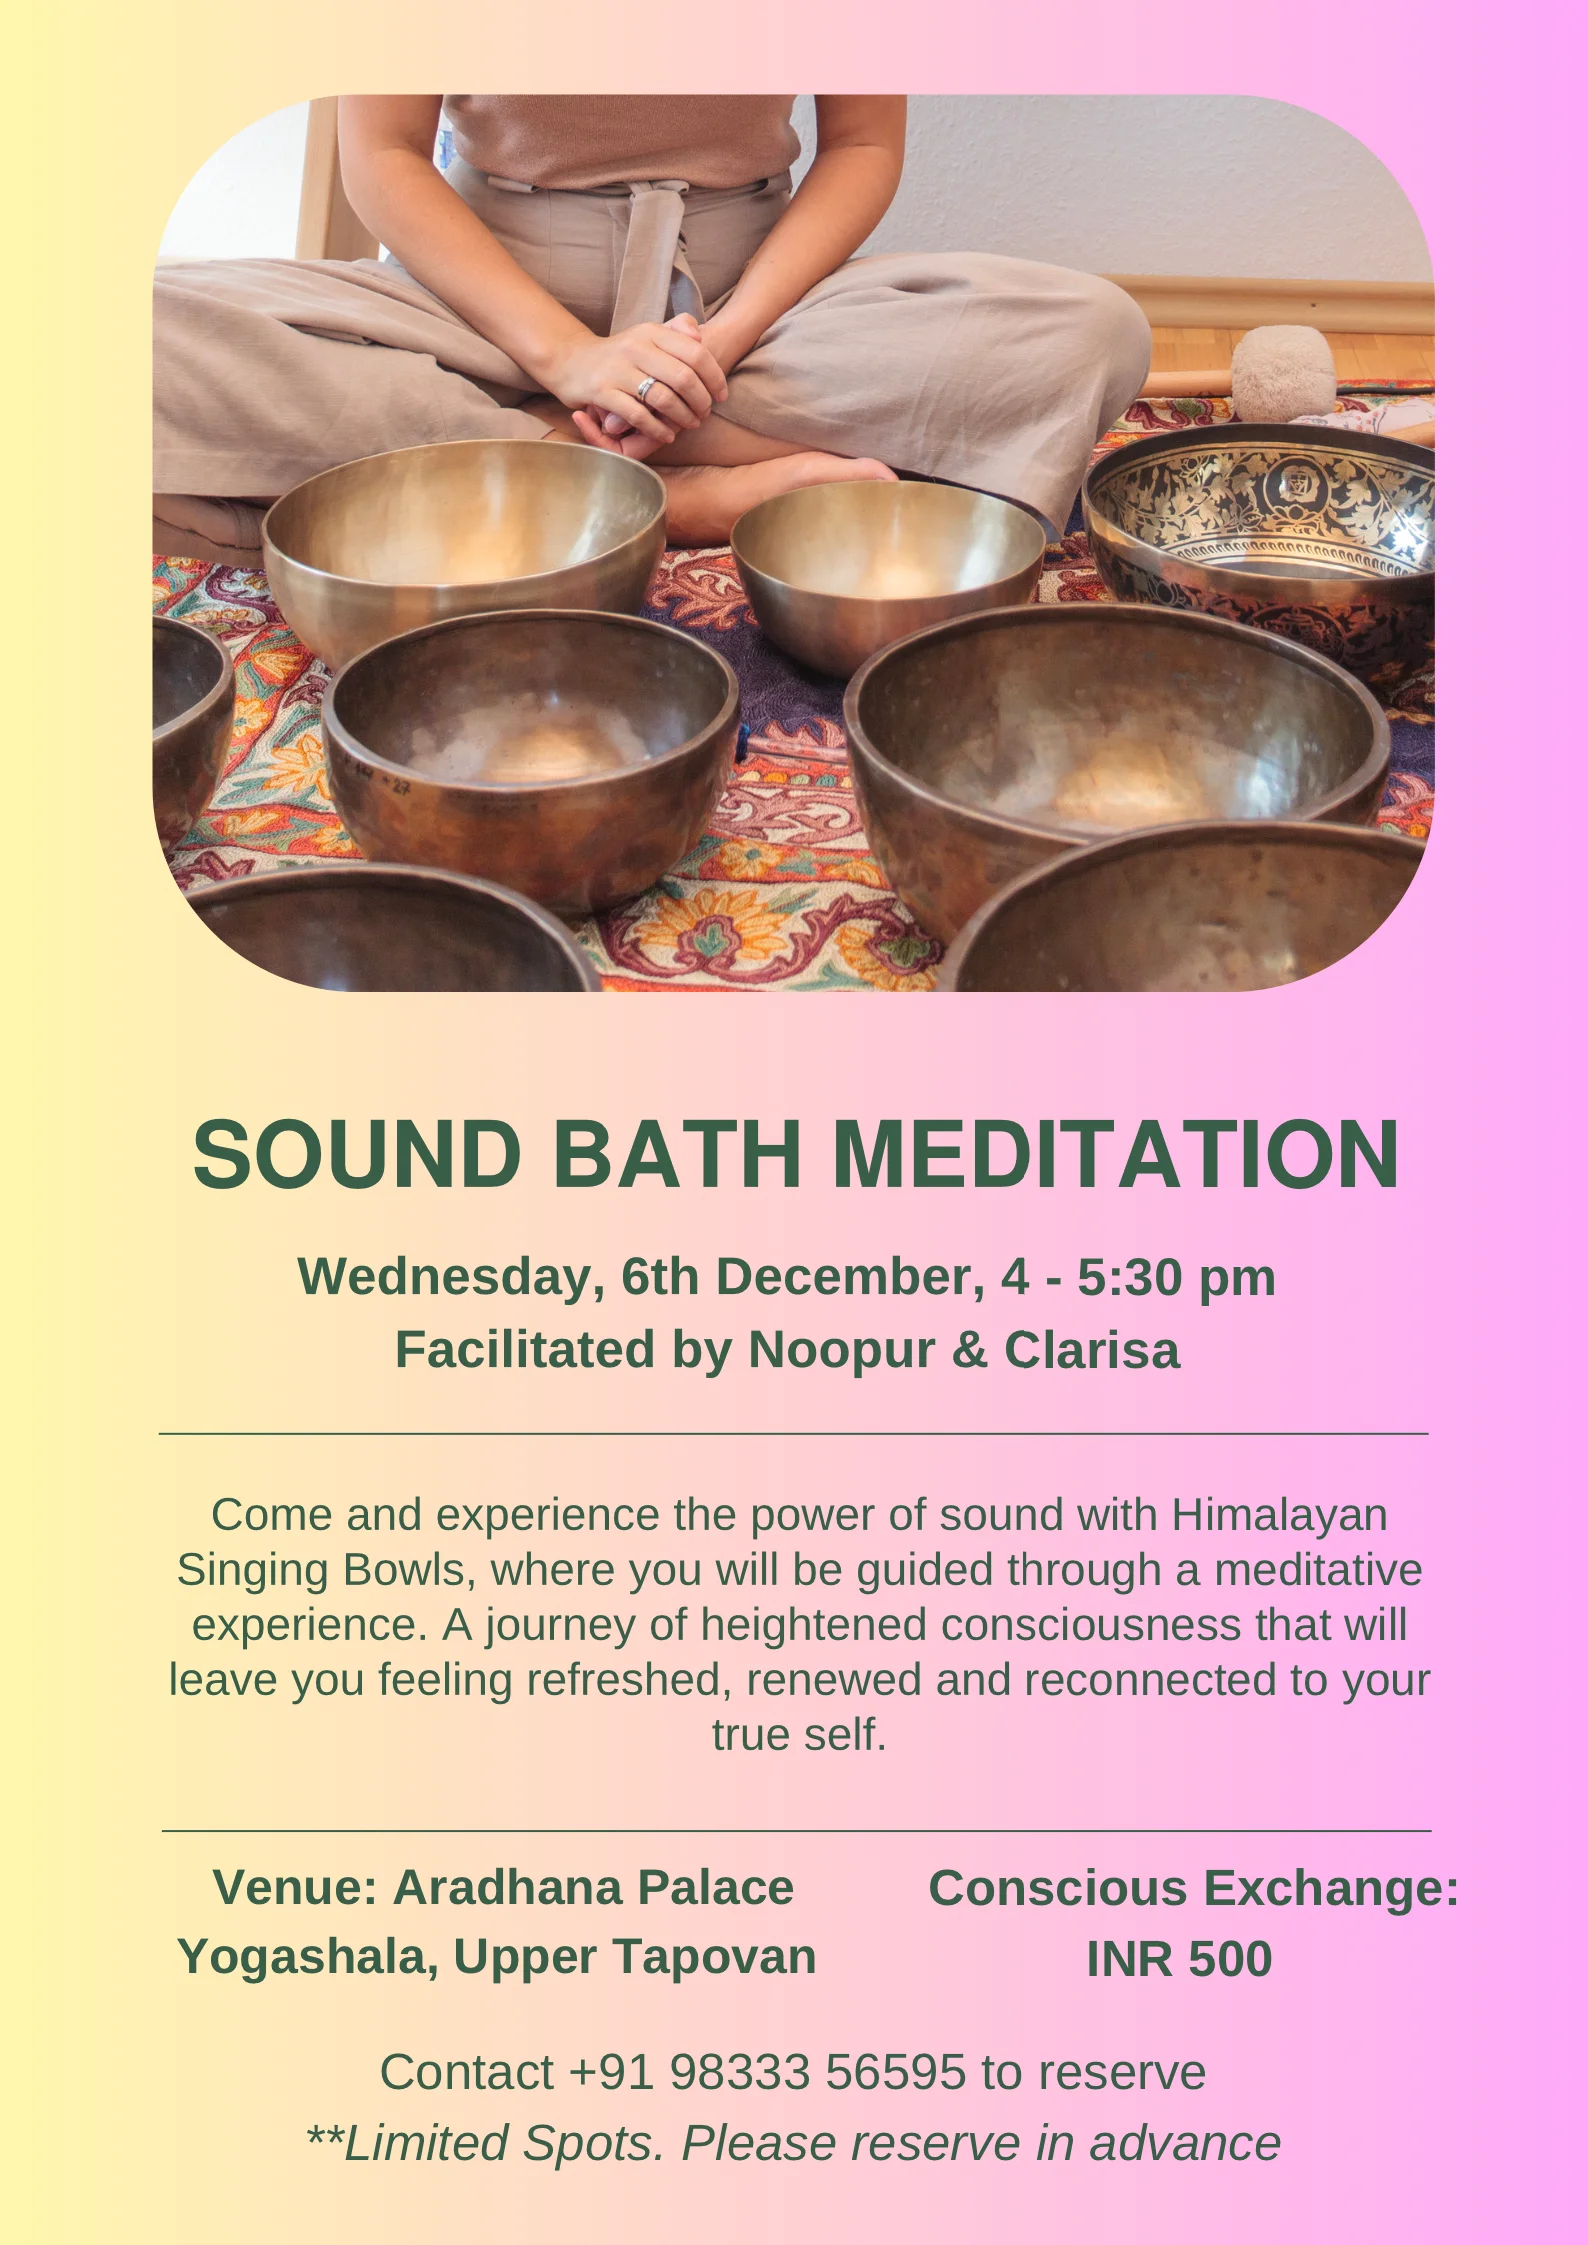 SOUND BATH MEDITATION
Wednesday, 6th December, 4 - 5:30 pm
Facilitated by Noopur & Clarisa
Come and experience the power of sound with Himalayan
Singing Bowls, where you will be guided through a meditative
experience. A journey of heightened consciousness that will
leave you feeling refreshed, renewed and reconnected to your
true self.
Venue: Aradhana Palace
Yogashala, Upper Tapovan
Conscious Exchange:
INR 500
Contact +91 98333 56595 to reserve
**Limited Spots. Please reserve in advance